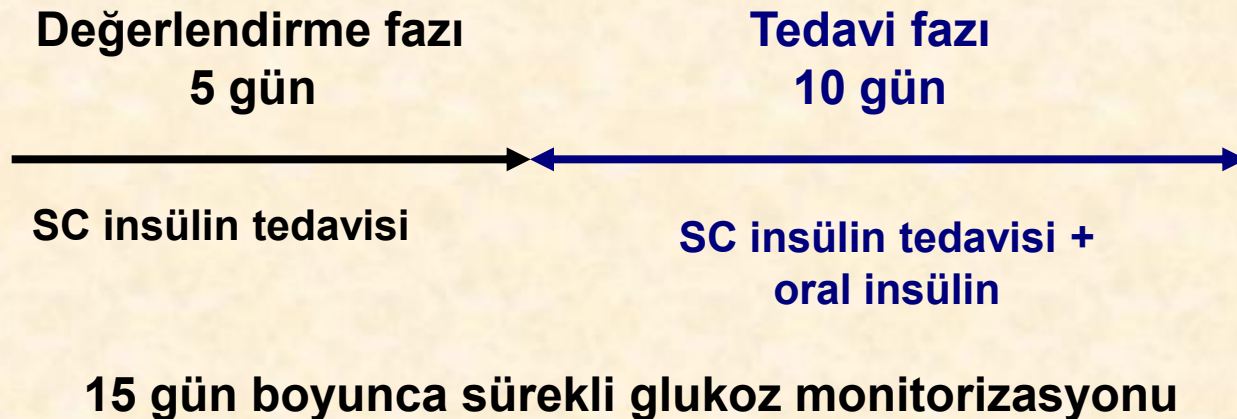 Değerlendirme fazı
5 gün
Tedavi fazı
10 gün
SC insülin tedavisi
SC insülin tedavisi +
oral insülin
15 gün boyunca sürekli glukoz monitorizasyonu